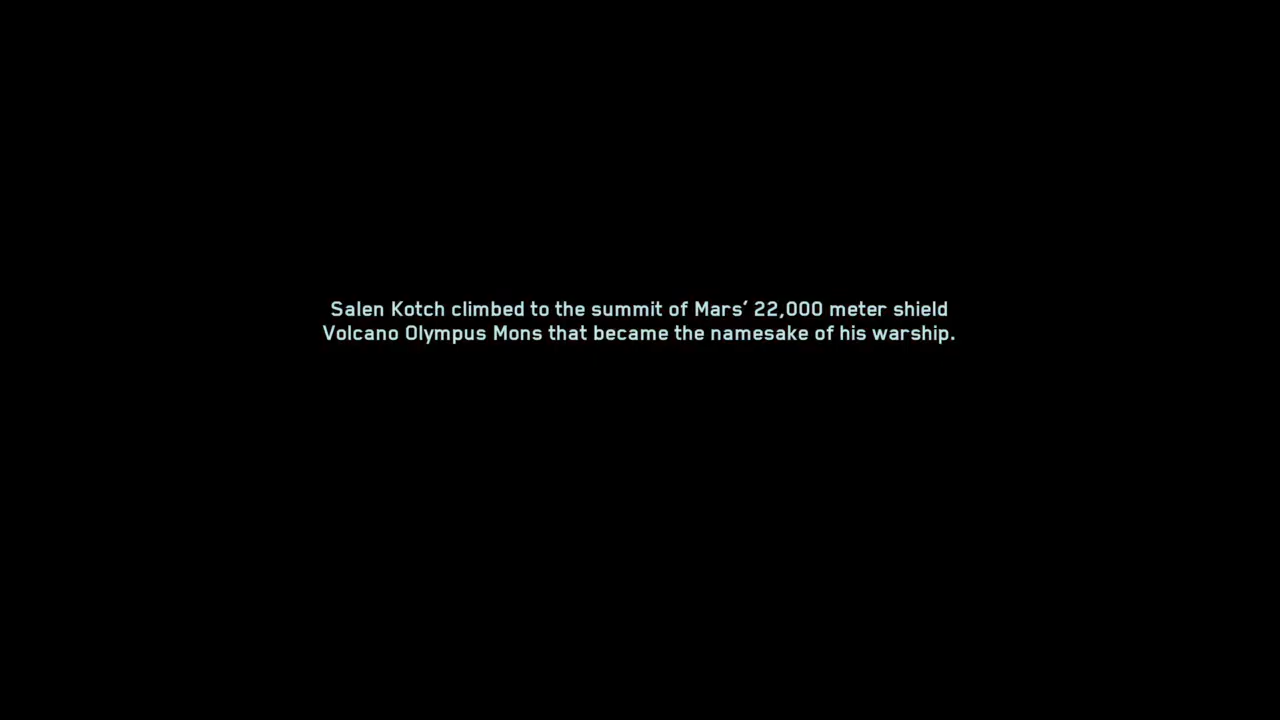 Salen Kotch climbed to the summit of Mars’ 22,000 meter shield
Volcano Olympus Mons that became the namesake of his warship.